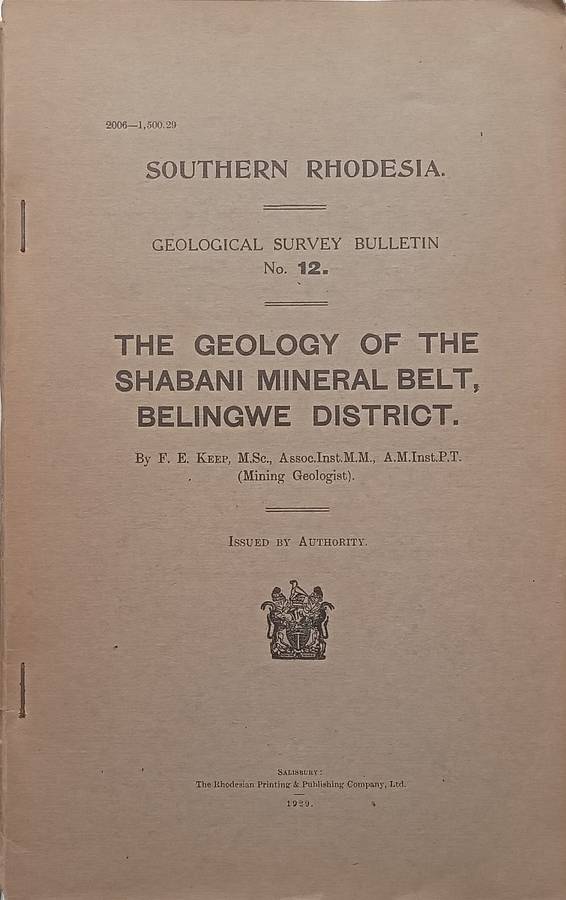 2006—1,500.29
SOUTHERN RHODESIA.
GEOLOGICAL SURVEY BULLETIN
No. 12.
THE GEOLOGY OF THE
SHABANI MINERAL BELT,
BELINGWE DISTRICT.
By F. E. KEEP, M.Sc., Assoc.Inst.M.M., A.M.Inst.P.T.
(Mining Geologist).
ISSUED BY AUTHORITY.
SALISBURY:
The Rhodesian Printing & Publishing Company, Ltd.
1929.